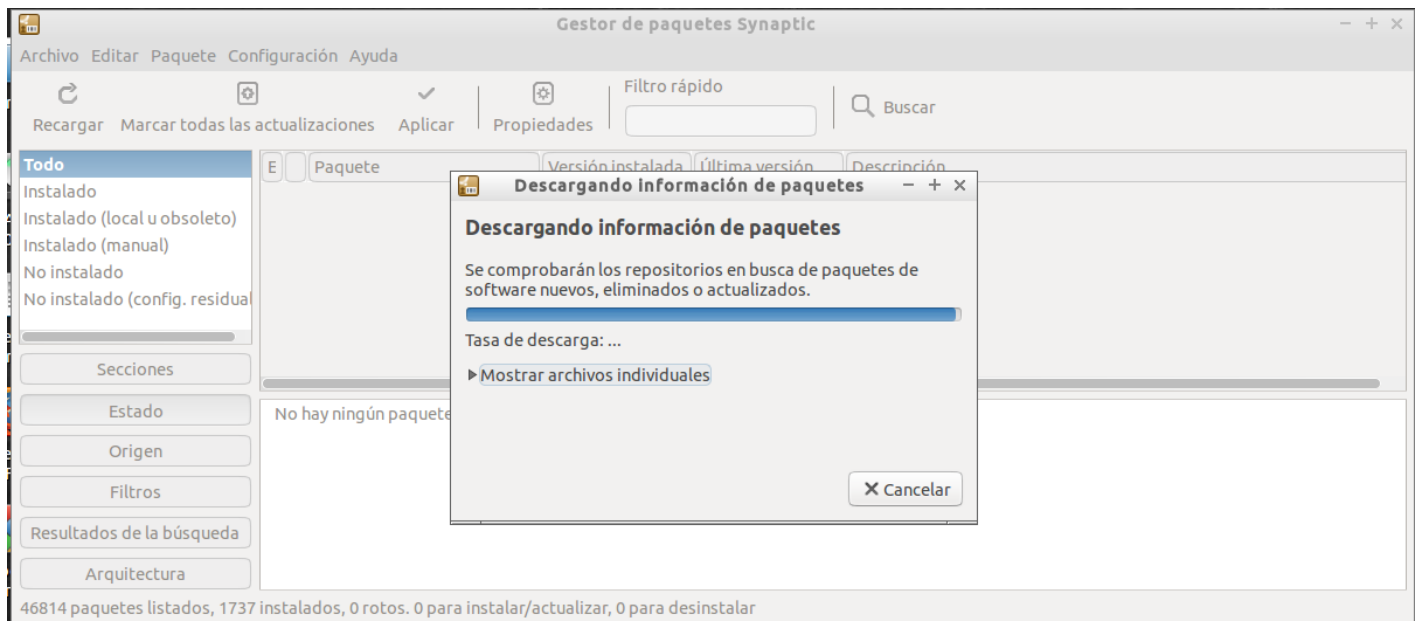 Gestor de paquetes Synaptic
Archivo Editar Paquete Configuración Ayuda
Recargar Marcar todas las actualizaciones Aplicar Propiedades Filtro rápido Buscar
Todo
Instalado
Instalado (local u obsoleto)
Instalado (manual)
No instalado
No instalado (config. residual
Secciones
Estado
Origen
Filtros
Resultados de la búsqueda
Arquitectura
E Paquete Versión instalada Última versión Descripción
No hay ningún paquete
Descargando información de paquetes
Descargando información de paquetes
Se comprobarán los repositorios en busca de paquetes de
software nuevos, eliminados o actualizados.
Tasa de descarga: ...
Mostrar archivos individuales
Cancelar
46814 paquetes listados, 1737 instalados, 0 rotos. 0 para instalar/actualizar, 0 para desinstalar